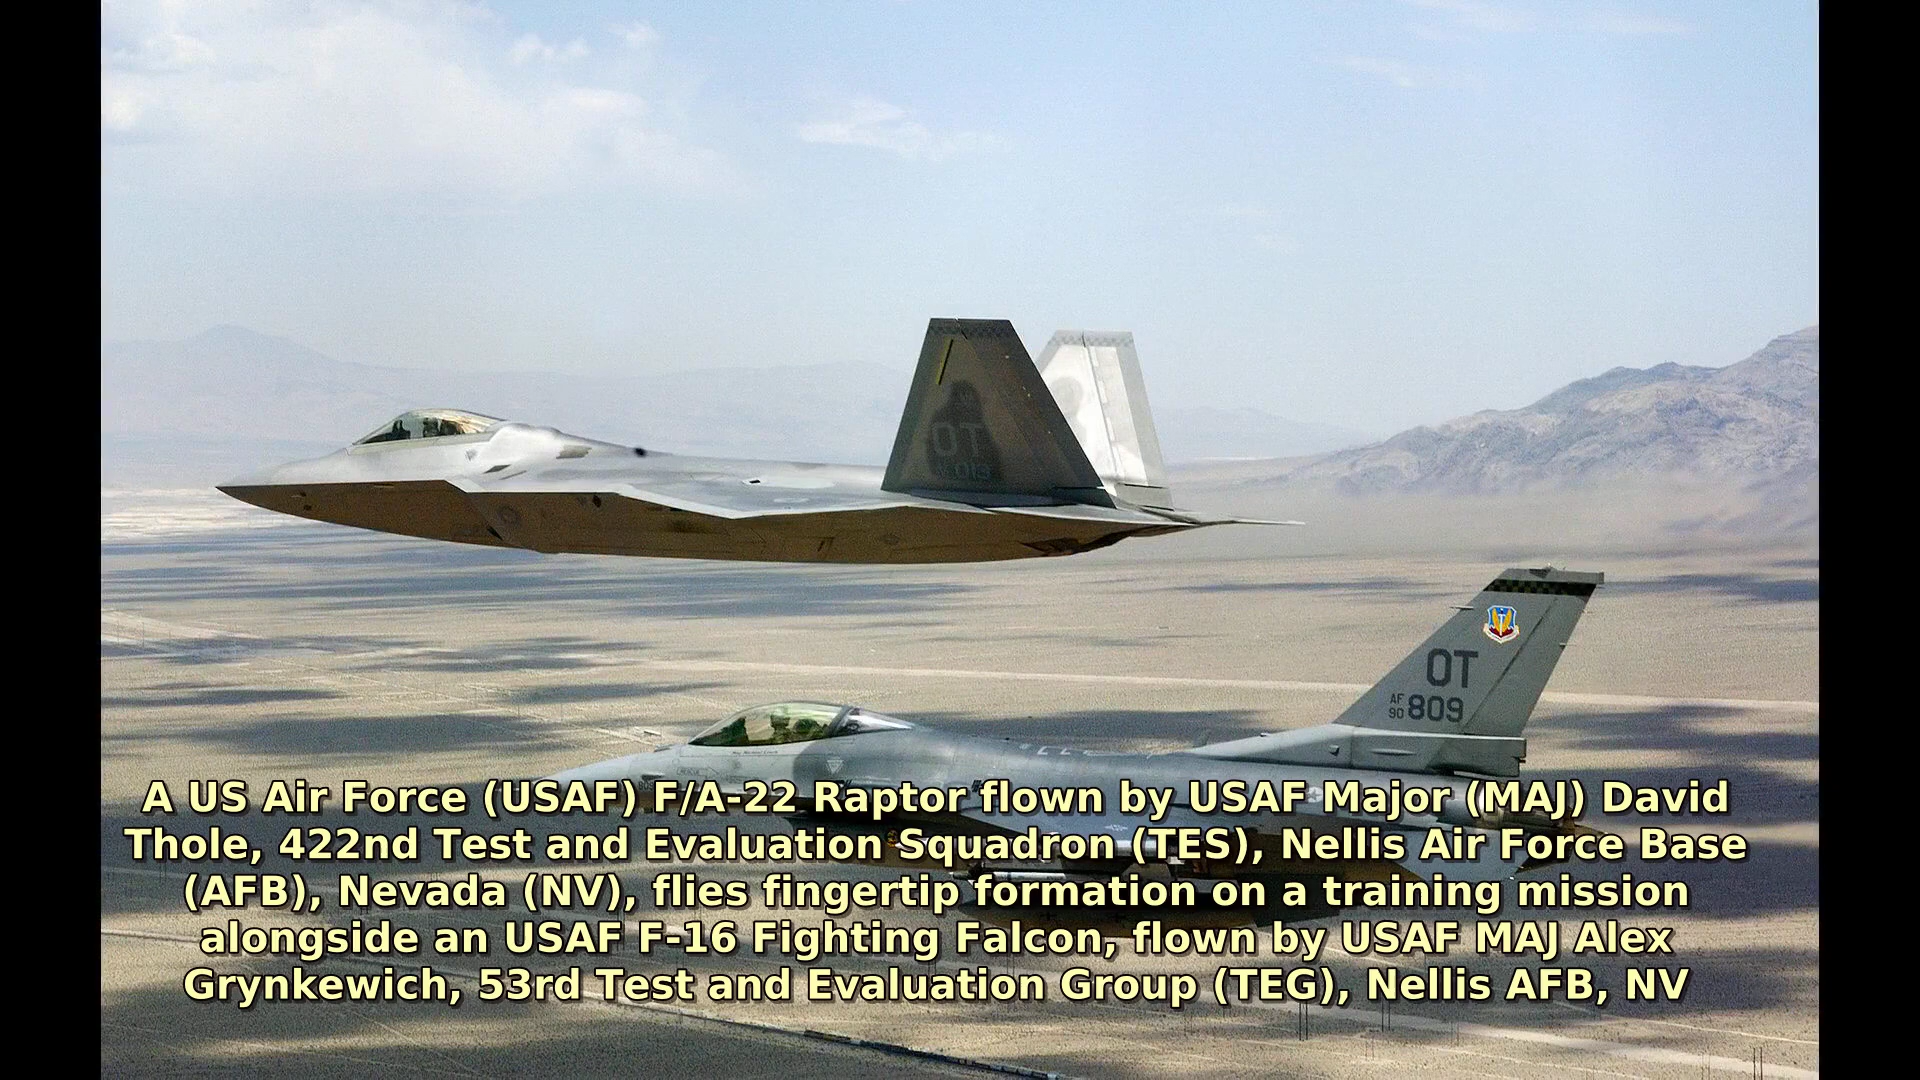 OT
019
OT
AF
90 809
A US Air Force (USAF) F/A-22 Raptor flown by USAF Major (MAJ) David
Thole, 422nd Test and Evaluation Squadron (TES), Nellis Air Force Base
(AFB), Nevada (NV), flies fingertip formation on a training mission
alongside an USAF F-16 Fighting Falcon, flown by USAF MAJ Alex
Grynkewich, 53rd Test and Evaluation Group (TEG), Nellis AFB, NV